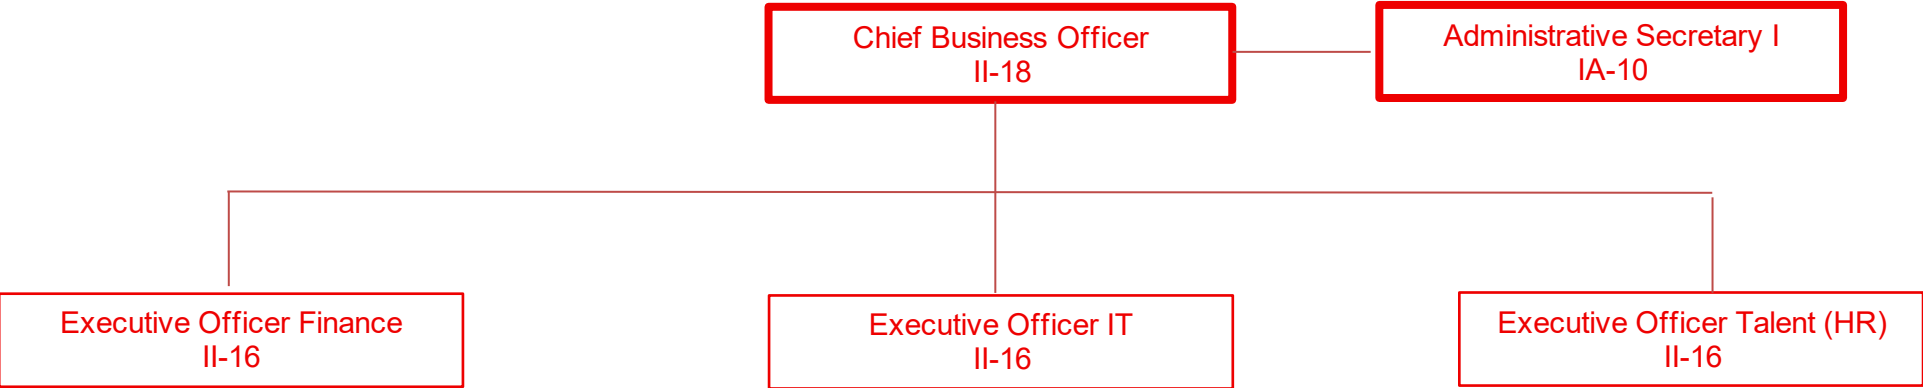 Chief Business Officer
II-18
Administrative Secretary I
IA-10
Executive Officer Finance
II-16
Executive Officer IT
II-16
Executive Officer Talent (HR)
II-16